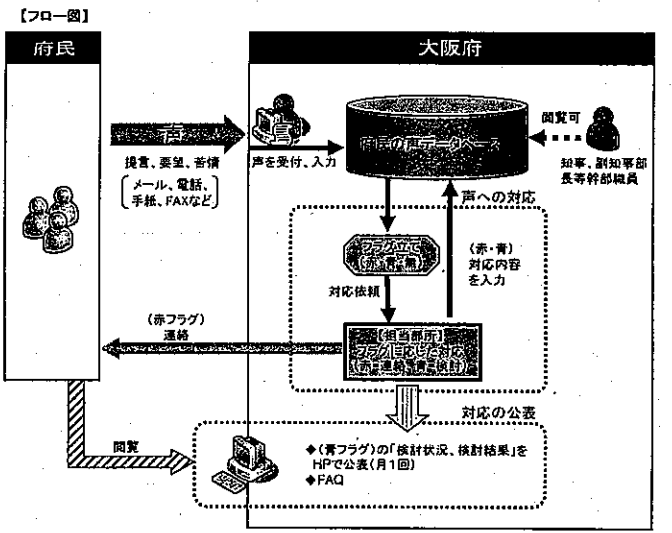 【フロー図】
府民
大阪府
声
提言、要望、苦情
メール、電話、
手紙、FAXなど
声を受付、入力
府民の声データベース
閲覧可
知事、副知事部
長等幹部職員
声への対応
フラグ立て
(赤・青・無)
(赤・青)
対応内容
を入力
対応依頼
(赤フラグ)
連絡
【担当部所】
フラグに応じた対応
(赤=連絡、青=検討)
対応の公表
閲覧
◆(青フラグ)の「検討状況、検討結果」を
HPで公表(月1回)
◆FAQ